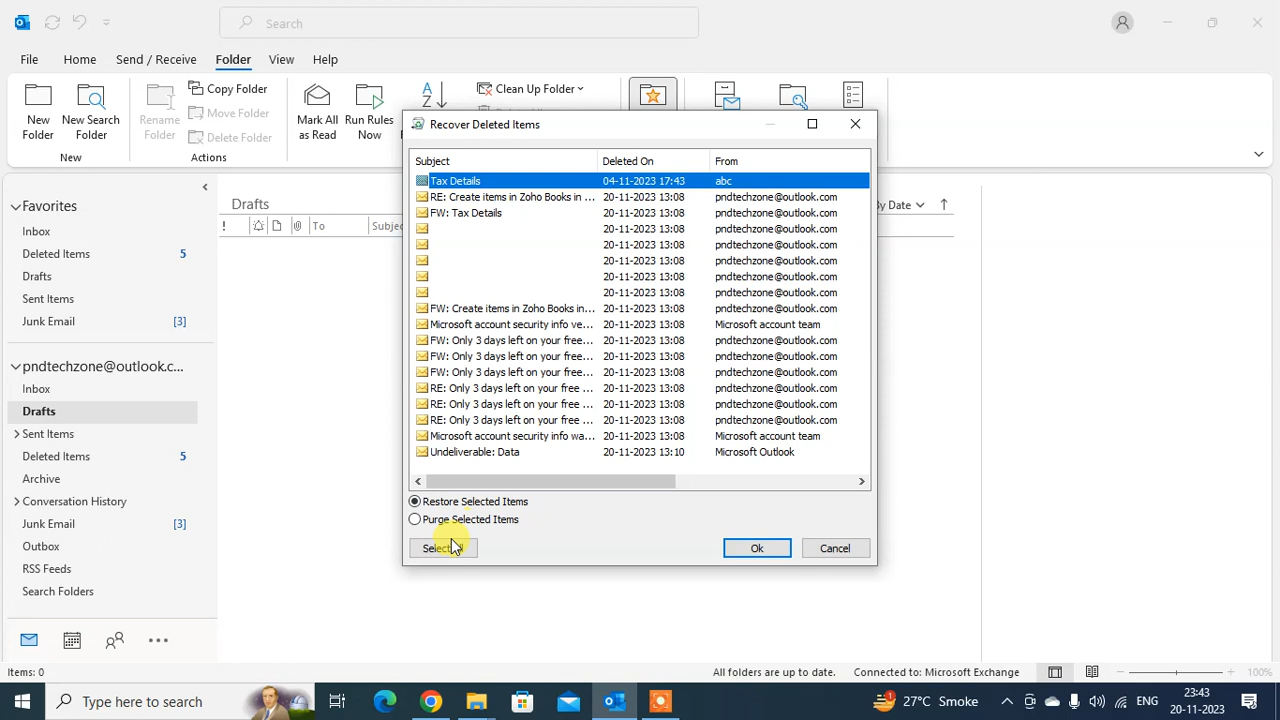 Search
File Home Send / Receive Folder View Help
New Folder
New Search Folder
New
Rename Folder
Copy Folder
Move Folder
Delete Folder
Actions
Mark All as Read
Run Rules Now
A
Z
Clean Up Folder
Favorites
Inbox
Deleted Items 5
Drafts
Sent Items
Junk Email [3]
pndtechzone@outlook.c...
Inbox
Drafts
Sent Items
Deleted Items 5
Archive
Conversation History
Junk Email [3]
Outbox
RSS Feeds
Search Folders
Drafts
By Date
! To Subjec
Recover Deleted Items
Subject Deleted On From
Tax Details 04-11-2023 17:43 abc
RE: Create items in Zoho Books in ... 20-11-2023 13:08 pndtechzone@outlook.com
FW: Tax Details 20-11-2023 13:08 pndtechzone@outlook.com
20-11-2023 13:08 pndtechzone@outlook.com
20-11-2023 13:08 pndtechzone@outlook.com
20-11-2023 13:08 pndtechzone@outlook.com
20-11-2023 13:08 pndtechzone@outlook.com
20-11-2023 13:08 pndtechzone@outlook.com
FW: Create items in Zoho Books in... 20-11-2023 13:08 pndtechzone@outlook.com
Microsoft account security info ve... 20-11-2023 13:08 Microsoft account team
FW: Only 3 days left on your free... 20-11-2023 13:08 pndtechzone@outlook.com
FW: Only 3 days left on your free... 20-11-2023 13:08 pndtechzone@outlook.com
FW: Only 3 days left on your free... 20-11-2023 13:08 pndtechzone@outlook.com
RE: Only 3 days left on your free ... 20-11-2023 13:08 pndtechzone@outlook.com
RE: Only 3 days left on your free ... 20-11-2023 13:08 pndtechzone@outlook.com
RE: Only 3 days left on your free ... 20-11-2023 13:08 pndtechzone@outlook.com
Microsoft account security info wa... 20-11-2023 13:08 Microsoft account team
Undeliverable: Data 20-11-2023 13:10 Microsoft Outlook
Restore Selected Items
Purge Selected Items
Select Ok Cancel
Items: 0 All folders are up to date. Connected to: Microsoft Exchange 100%
Type here to search 27°C Smoke ENG 23:43
20-11-2023